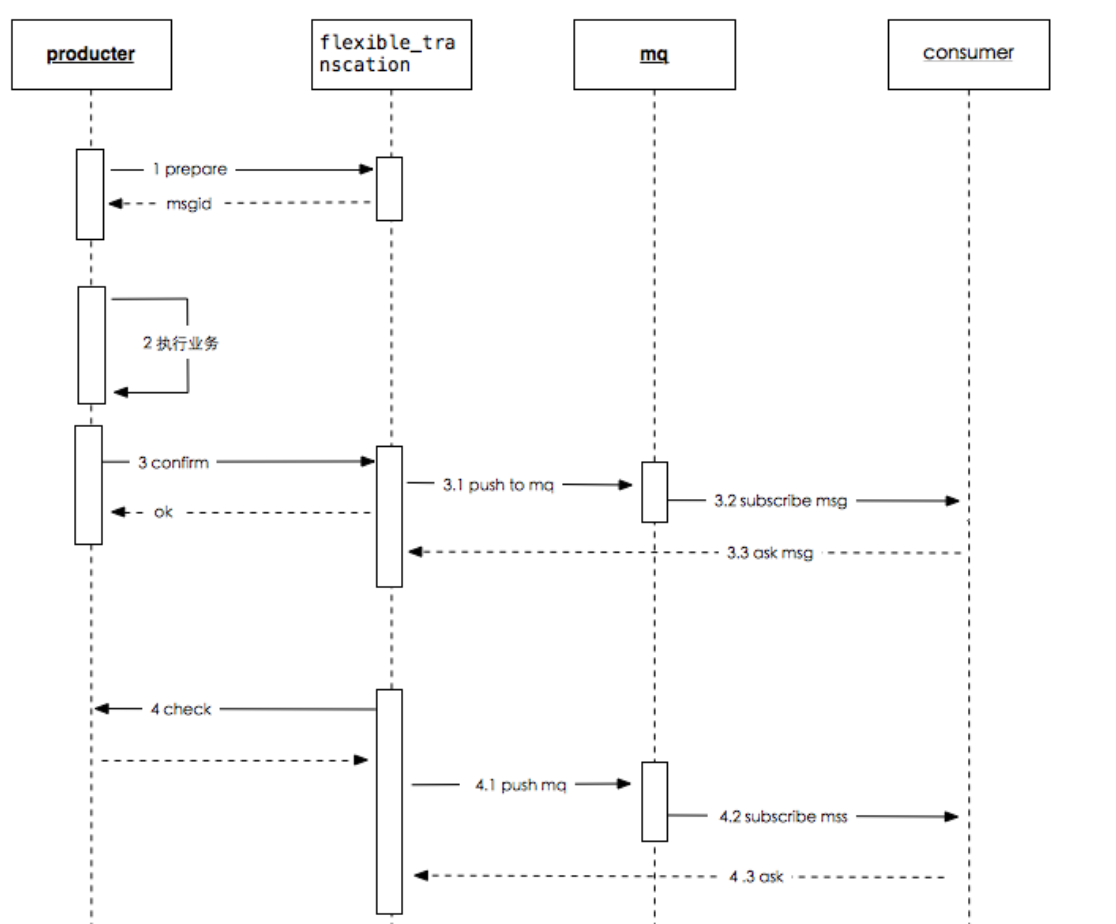 producter
flexible_tra
nscation
mq
consumer
1 prepare
msgid
2 执行业务
3 confirm
3.1 push to mq
3.2 subscribe msg
ok
3.3 ask msg
4 check
4.1 push mq
4.2 subscribe mss
4 .3 ask